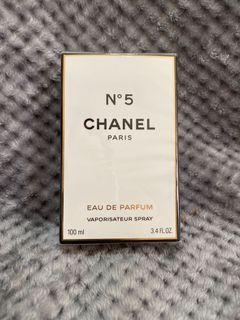 N°5
CHANEL
PARIS
EAU DE PARFUM
VAPORISATEUR SPRAY
100 ml 3.4 FL.OZ.